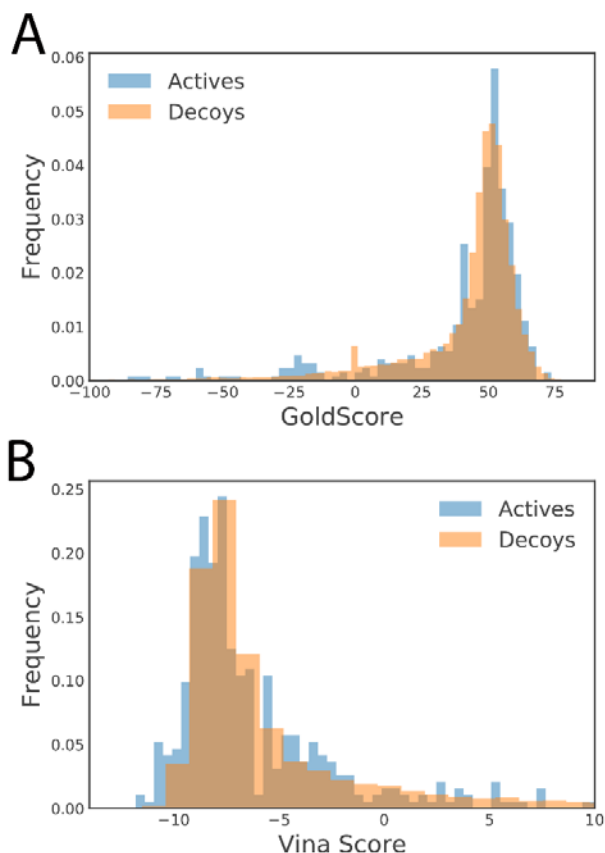 A
Actives
Decoys
Frequency
0.06
0.05
0.04
0.03
0.02
0.01
0.00
−100 −75 −50 −25 0 25 50 75
GoldScore
B
Actives
Decoys
Frequency
0.25
0.20
0.15
0.10
0.05
0.00
−10 −5 0 5 10
Vina Score